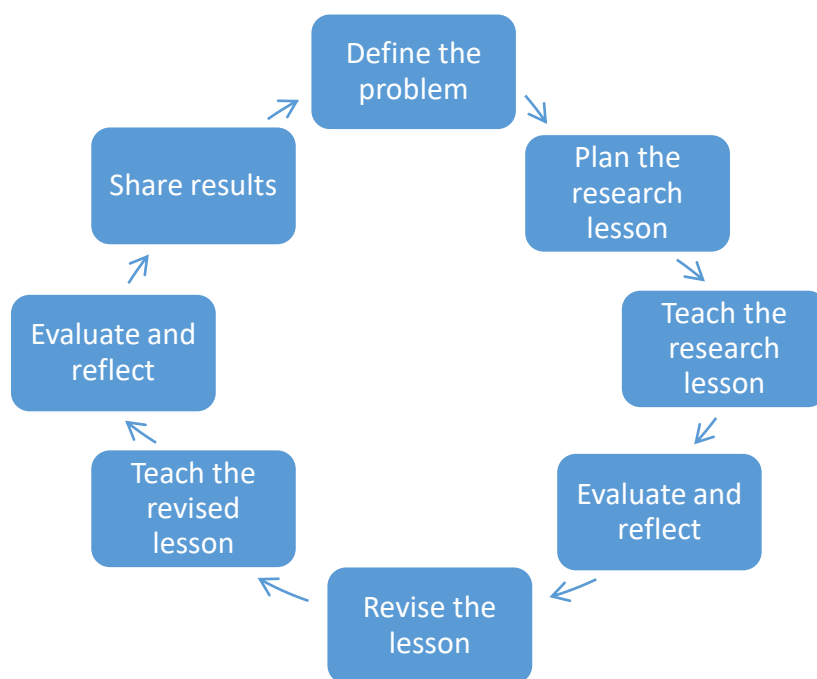 Define the
problem
Plan the
research
lesson
Teach the
research
lesson
Evaluate and
reflect
Revise the
lesson
Teach the
revised
lesson
Evaluate and
reflect
Share results